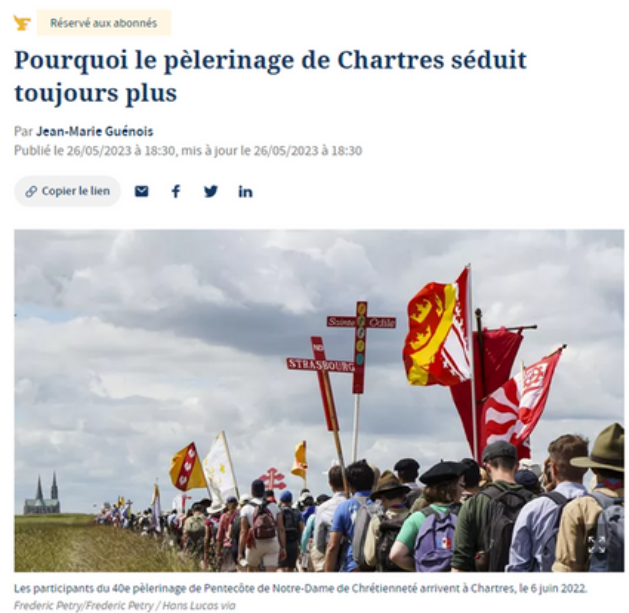 Réservé aux abonnés
Pourquoi le pèlerinage de Chartres séduit
toujours plus
Par Jean-Marie Guénois
Publié le 26/05/2023 à 18:30, mis à jour le 26/05/2023 à 18:30
Copier le lien
Sainte Odile
STRASBOURG
Les participants du 40e pèlerinage de Pentecôte de Notre-Dame de Chrétienneté arrivent à Chartres, le 6 juin 2022.
Frederic Petry/Frederic Petry / Hans Lucas via